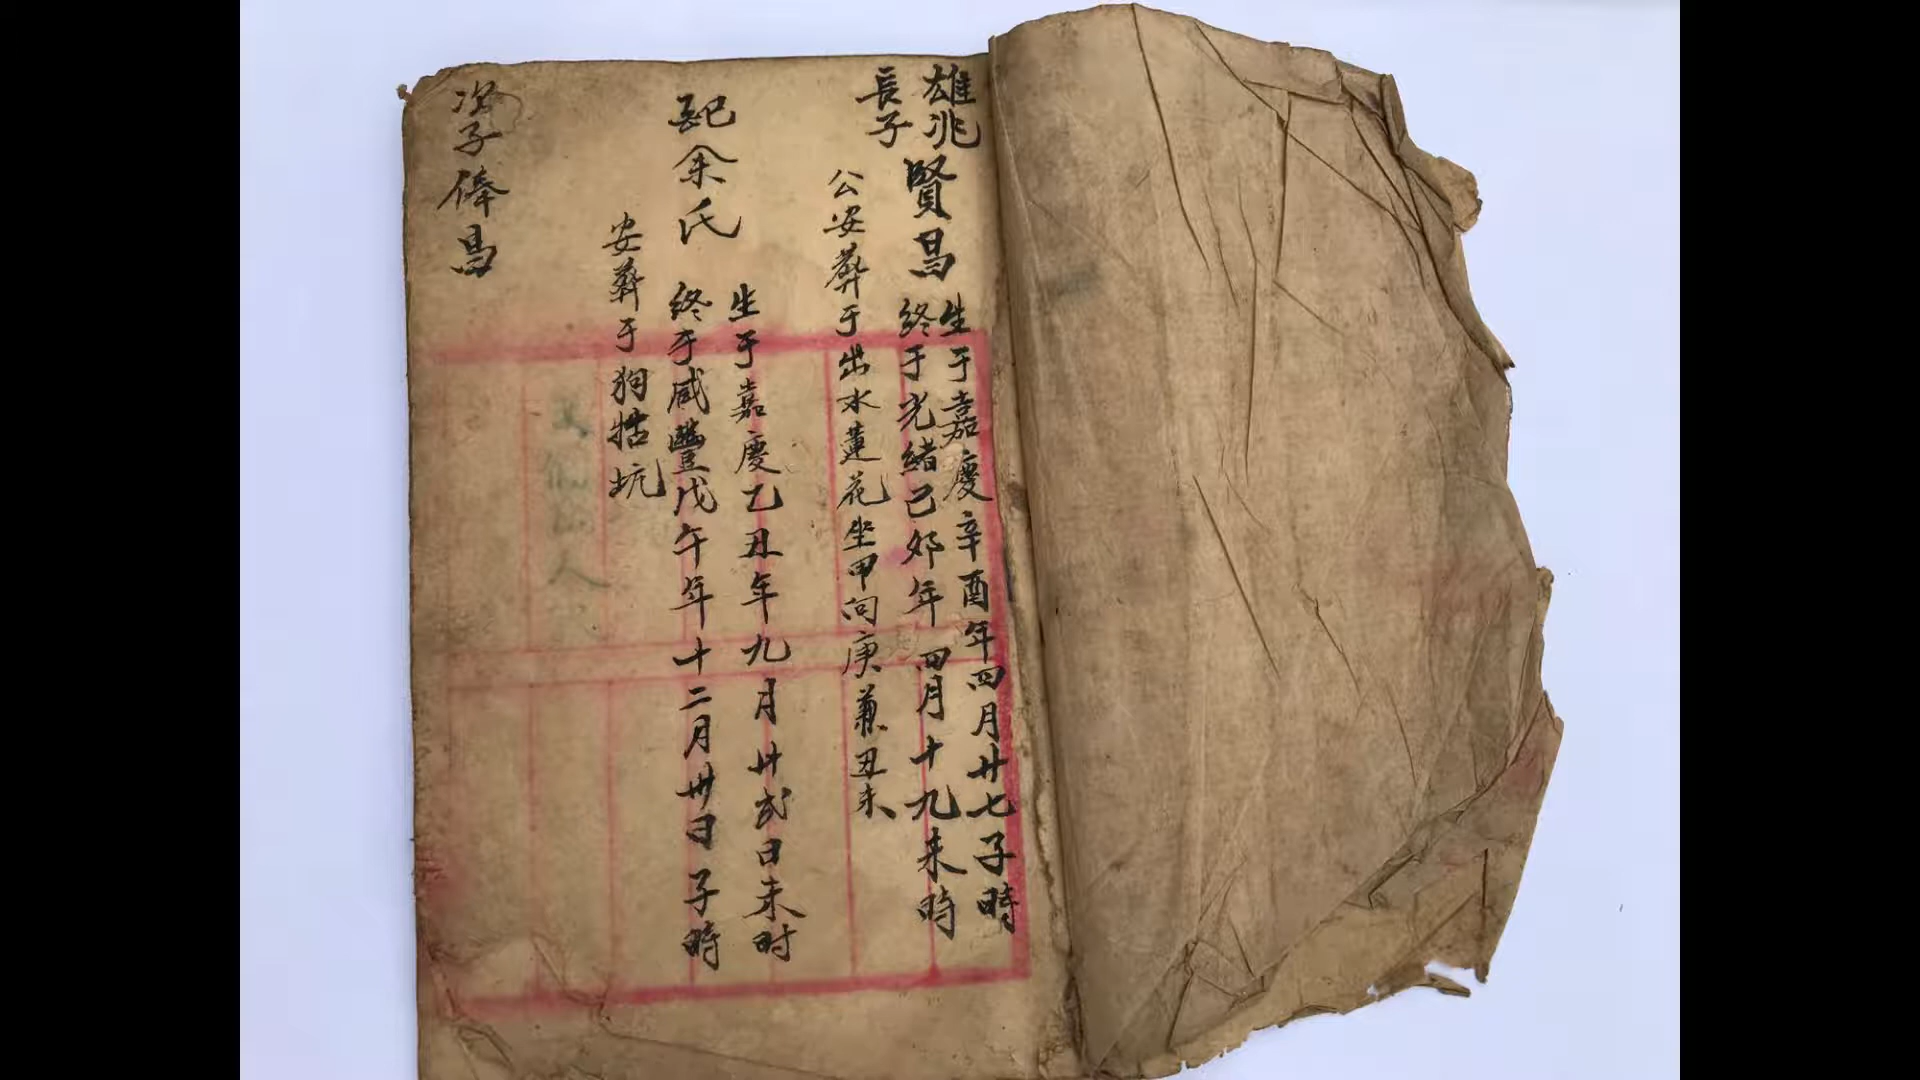 雄兆
長子
賢昌
生于嘉慶辛酉年四月廿七子時
終于光緒己卯年四月十九未時
公安葬于出水蓮花坐甲向庚兼丑未
配余氏
生于嘉慶乙丑年九月廿弍日未时
終于咸豐戊午年十二月卅日子時
安葬于狗牯坑
次子俸昌